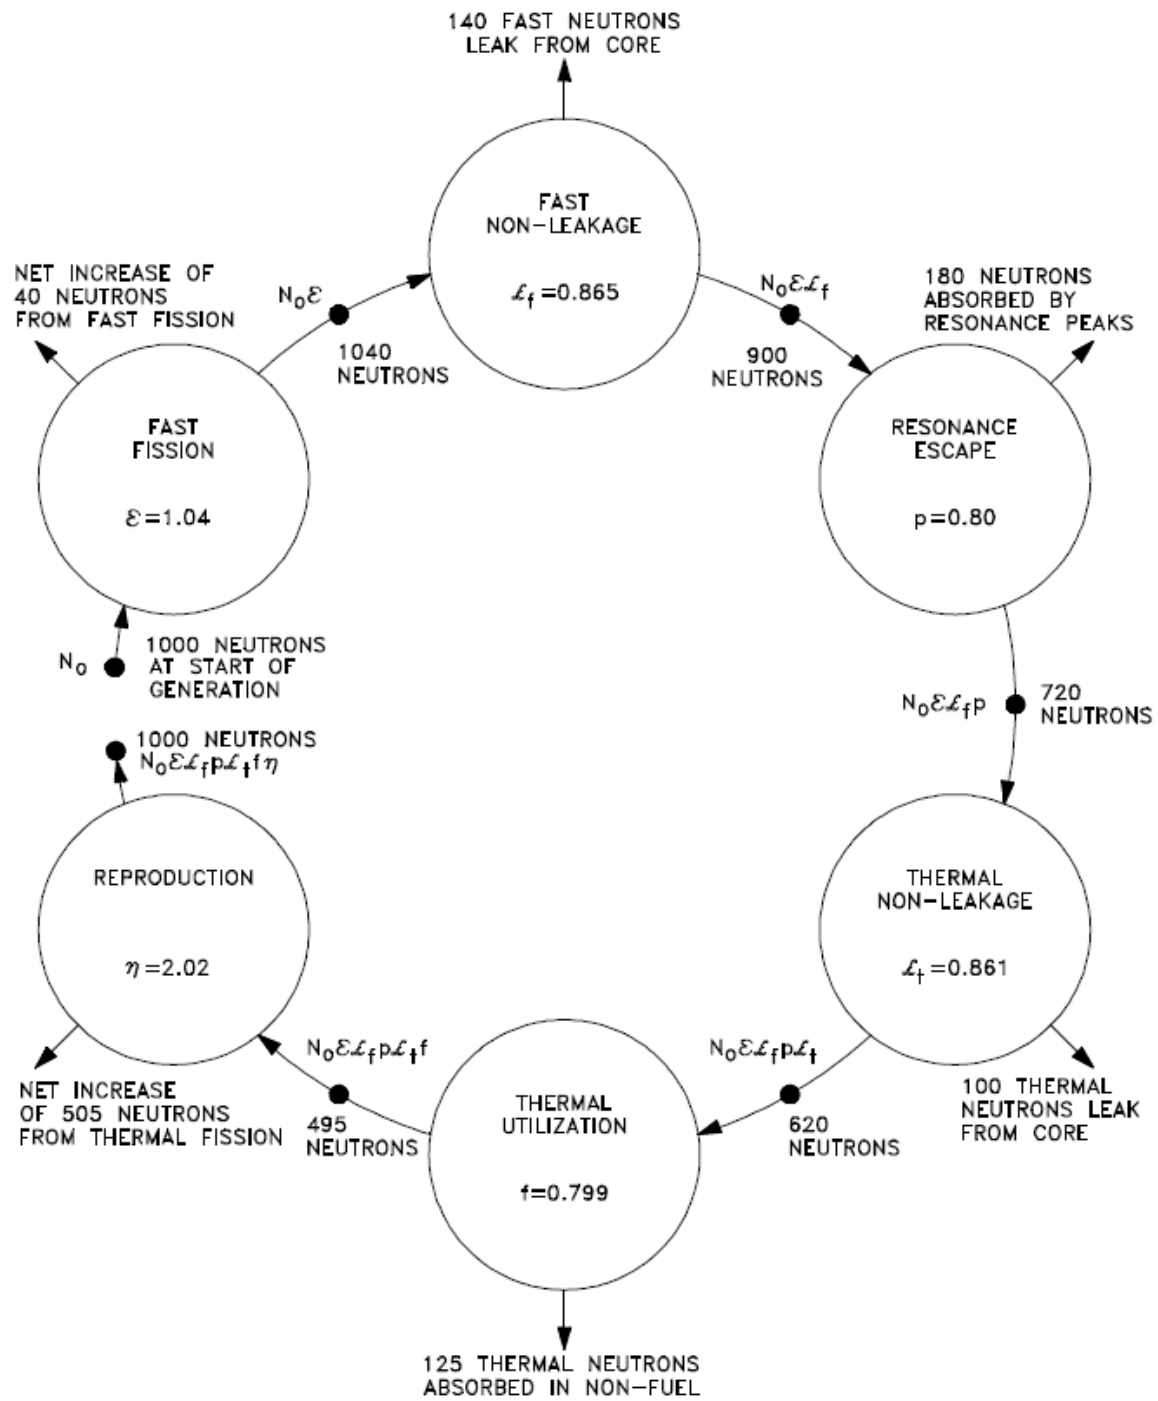 140 FAST NEUTRONS
LEAK FROM CORE
FAST
NON-LEAKAGE
ℒf=0.865
NET INCREASE OF
40 NEUTRONS
FROM FAST FISSION
N₀ℰ
1040
NEUTRONS
N₀ℰℒf
900
NEUTRONS
180 NEUTRONS
ABSORBED BY
RESONANCE PEAKS
FAST
FISSION
ℰ=1.04
RESONANCE
ESCAPE
p=0.80
N₀
1000 NEUTRONS
AT START OF
GENERATION
N₀ℰℒfp
720
NEUTRONS
1000 NEUTRONS
N₀ℰℒfpℒtfη
REPRODUCTION
η=2.02
THERMAL
NON-LEAKAGE
ℒt=0.861
NET INCREASE
OF 505 NEUTRONS
FROM THERMAL FISSION
N₀ℰℒfpℒtf
495
NEUTRONS
THERMAL
UTILIZATION
f=0.799
N₀ℰℒfpℒt
620
NEUTRONS
100 THERMAL
NEUTRONS LEAK
FROM CORE
125 THERMAL NEUTRONS
ABSORBED IN NON-FUEL